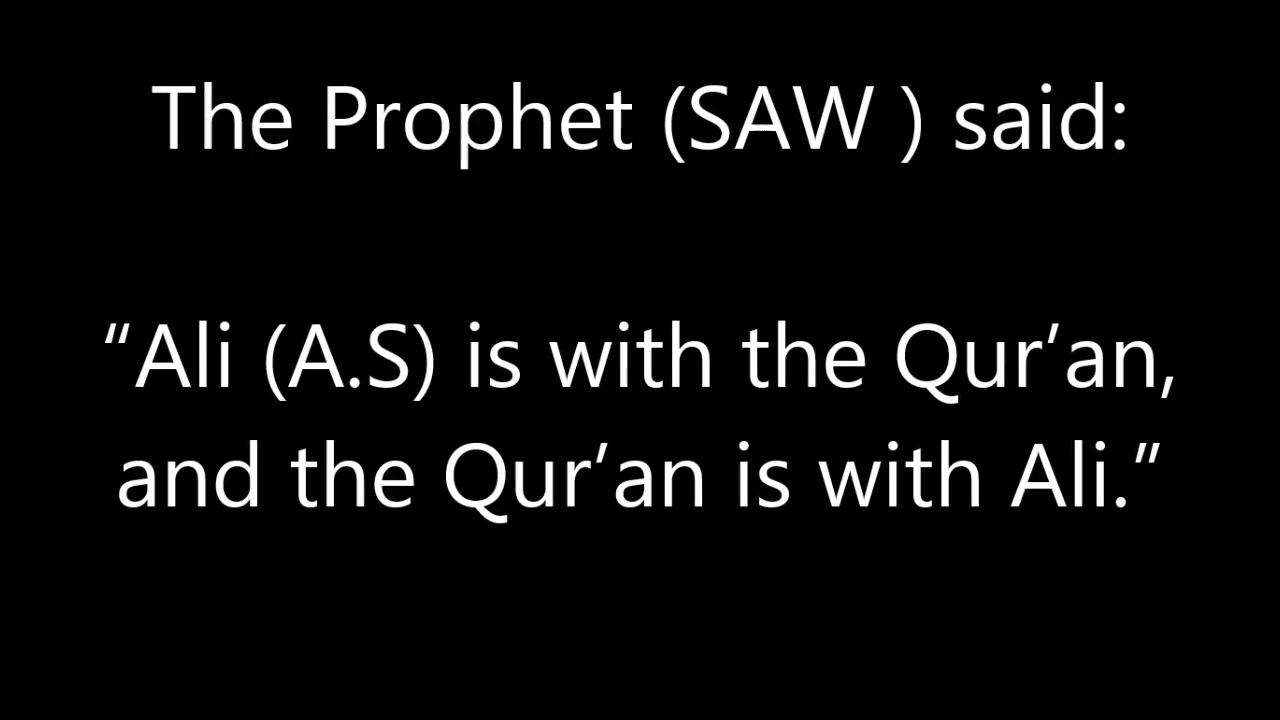 The Prophet (SAW ) said:
“Ali (A.S) is with the Qur’an,
and the Qur’an is with Ali.”